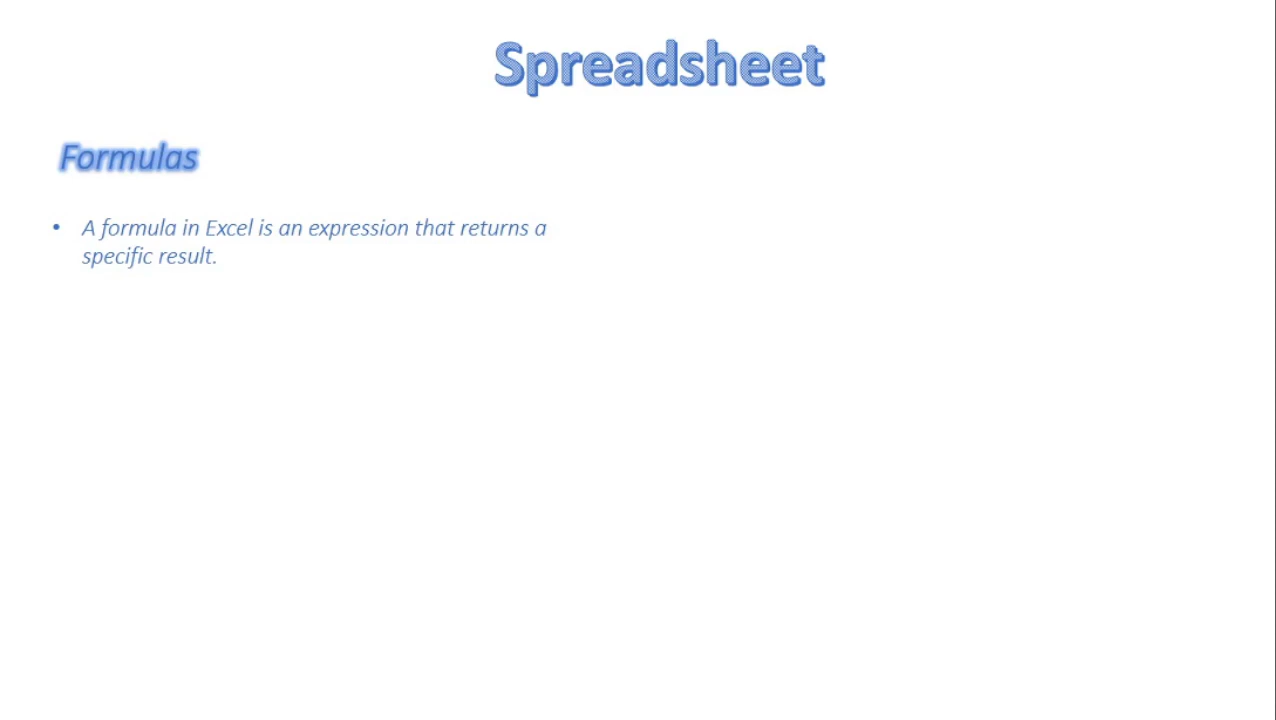 Spreadsheet
Formulas
• A formula in Excel is an expression that returns a
specific result.